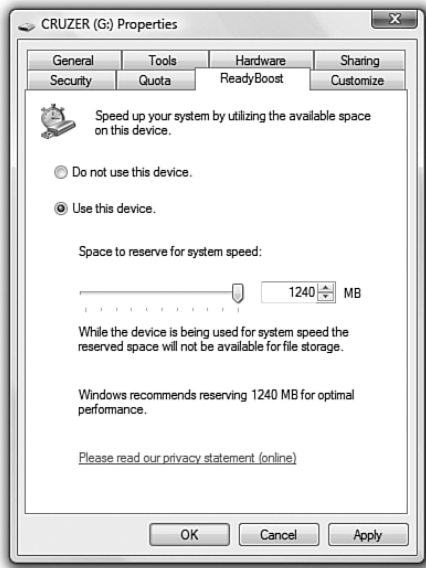 CRUZER (G:) Properties
General Tools Hardware Sharing
Security Quota ReadyBoost Customize
Speed up your system by utilizing the available space
on this device.
Do not use this device.
Use this device.
Space to reserve for system speed:
1240 MB
While the device is being used for system speed the
reserved space will not be available for file storage.
Windows recommends reserving 1240 MB for optimal
performance.
Please read our privacy statement (online)
OK Cancel Apply